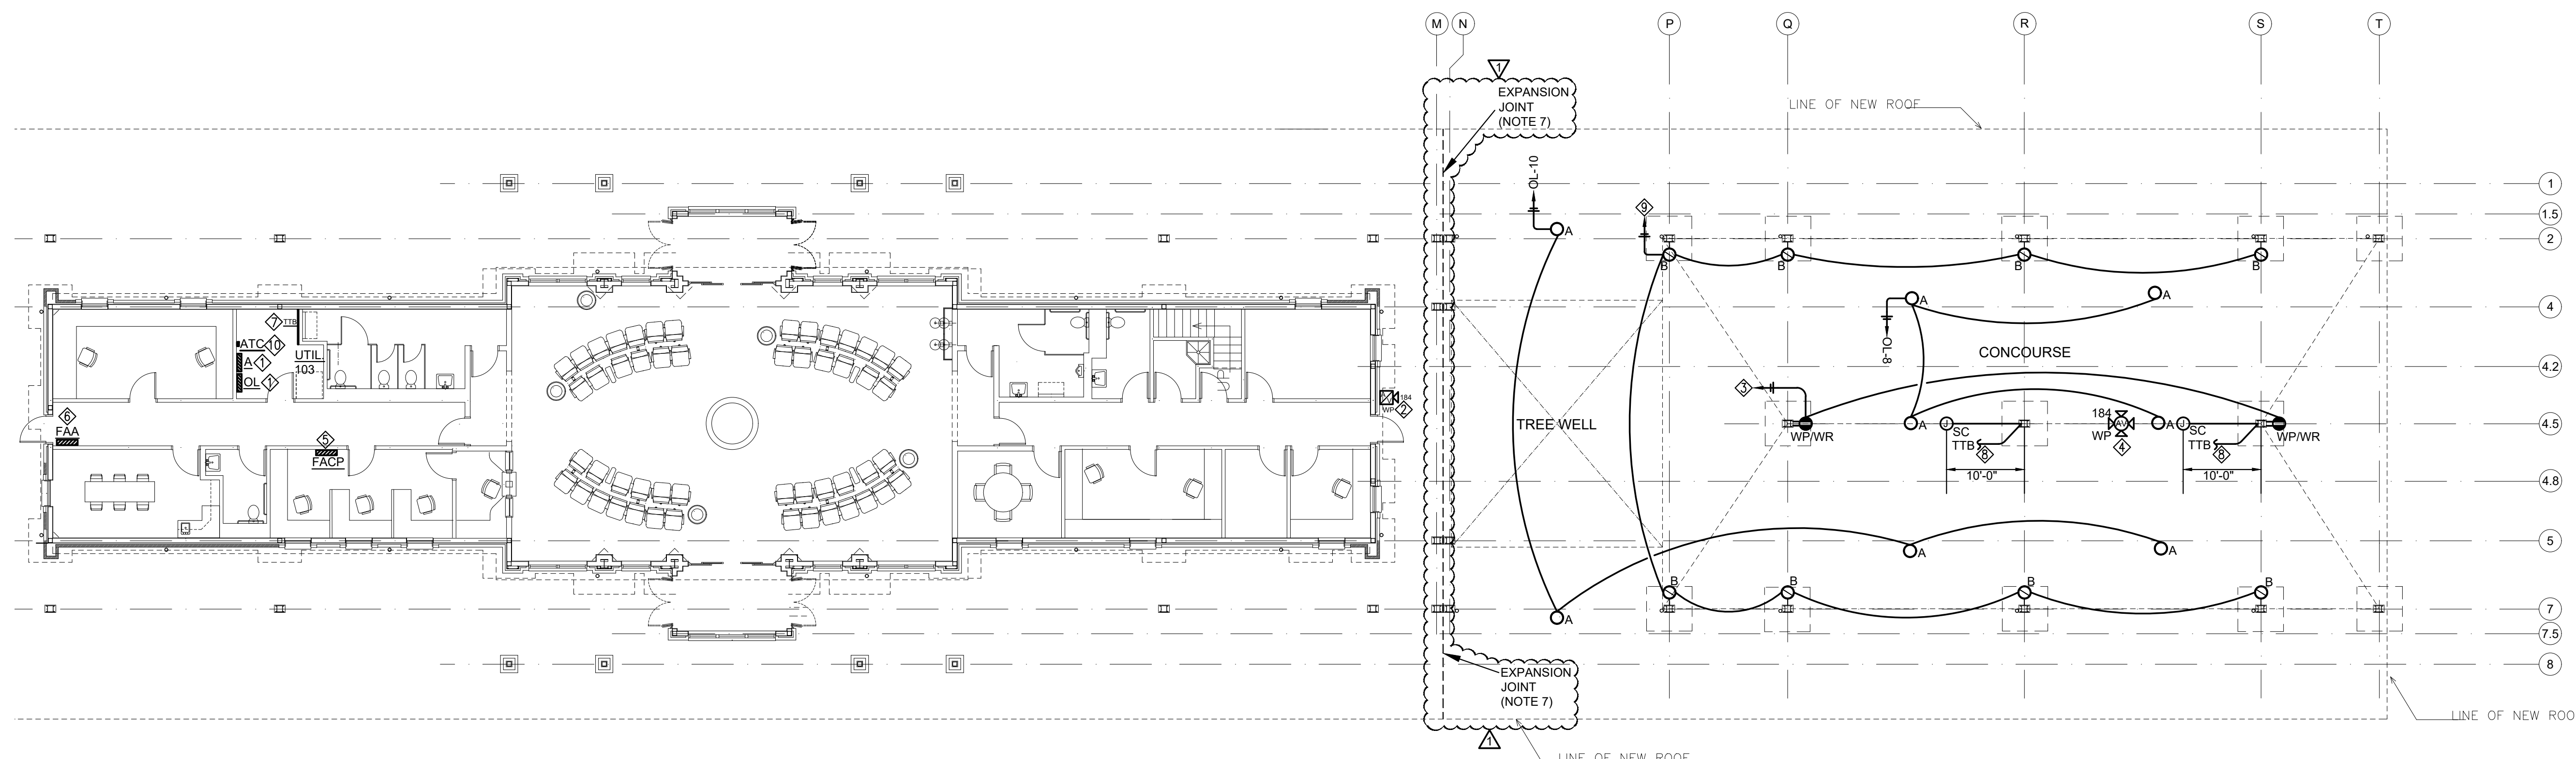 M N P Q R S T
1
EXPANSION
JOINT
(NOTE 7)
LINE OF NEW ROOF
OL-10
1
1.5
2
9
A
B B B B
4
A A
OL-8
7 TTB
ATC 10
A 1
OL 1
UTIL.
103
CONCOURSE
4.2
3
184
WP 2
6
FAA
5
FACP
TREE WELL
WP/WR
A
J
SC
TTB
8
10'-0"
184
AV
WP
4
A
J
SC
TTB
8
10'-0"
WP/WR
4.5
4.8
A A
5
B B B B
A
7
7.5
8
EXPANSION
JOINT
(NOTE 7)
1
LINE OF NEW ROO
LINE OF NEW ROOF